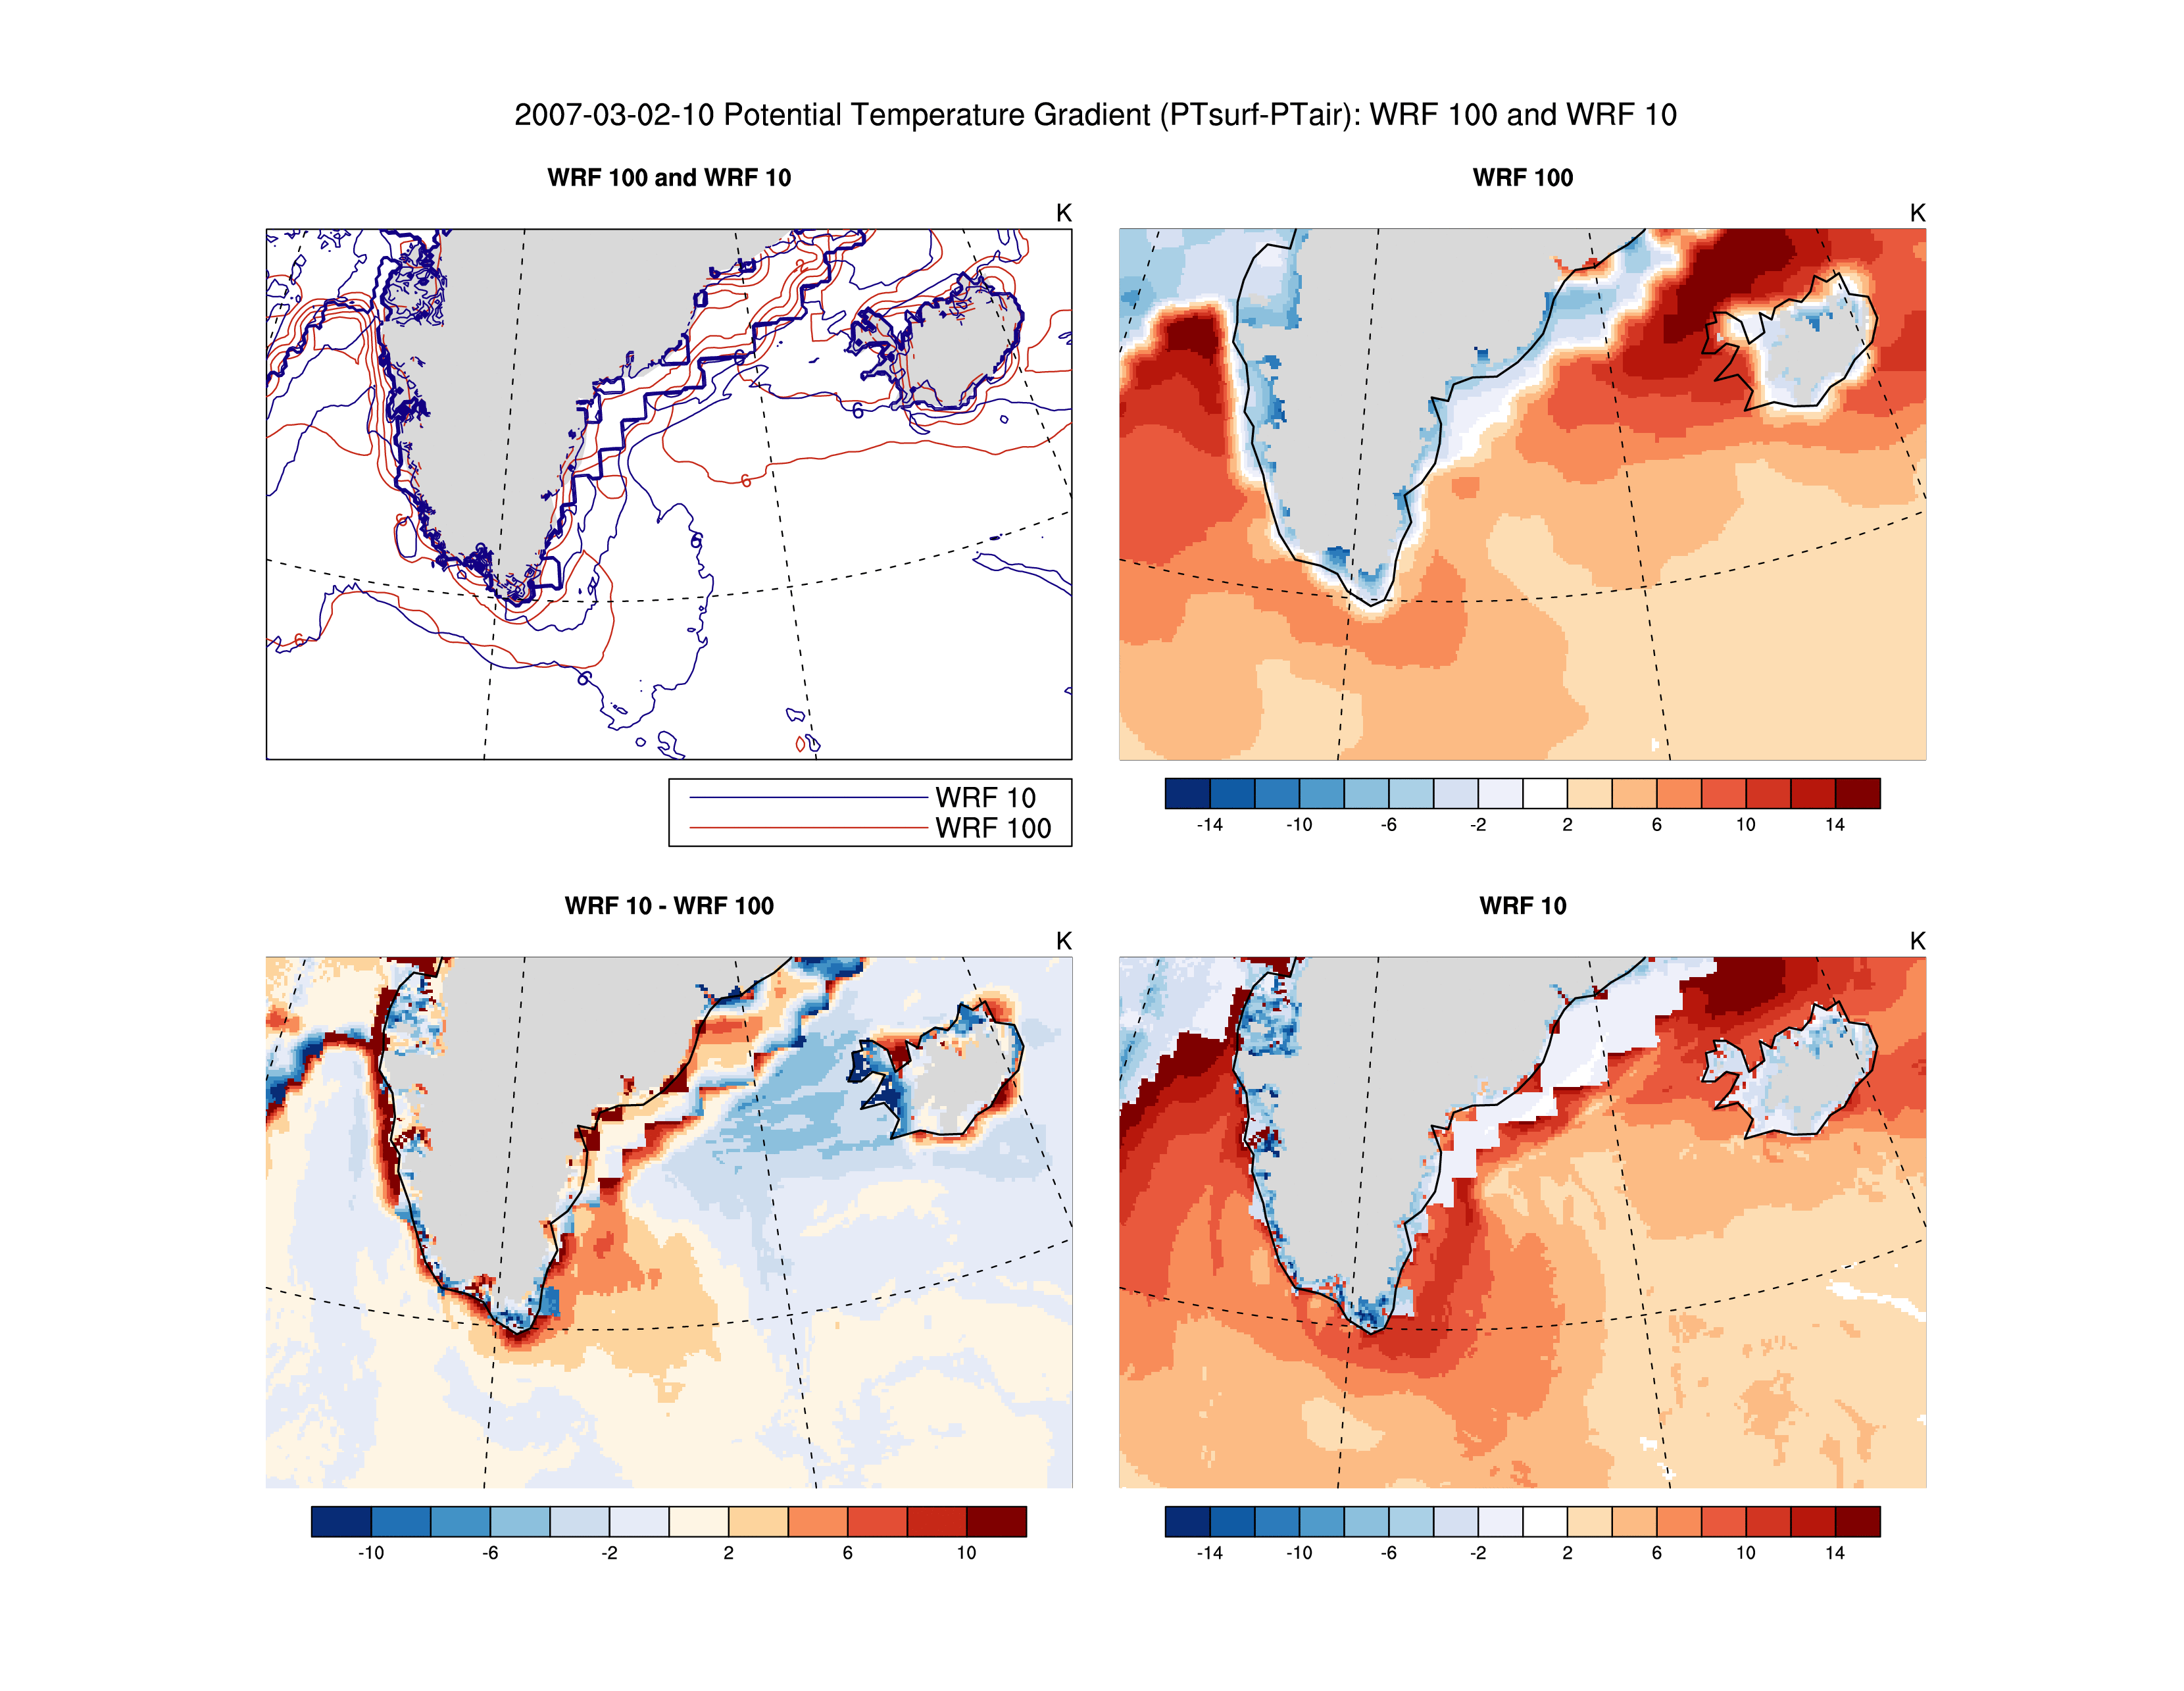 2007-03-02-10 Potential Temperature Gradient (PTsurf-PTair): WRF 100 and WRF 10
WRF 100 and WRF 10
K
WRF 100
K
6
6
6
6
6
6
WRF 10
WRF 100
-14 -10 -6 -2 2 6 10 14
WRF 10 - WRF 100
K
WRF 10
K
-10 -6 -2 2 6 10
-14 -10 -6 -2 2 6 10 14